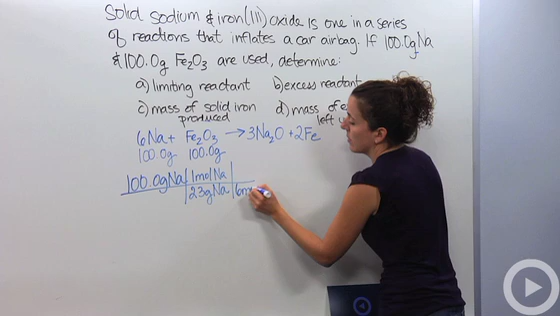 Solid sodium & iron(III) oxide is one in a series
of reactions that inflates a car airbag. If 100.0g Na
& 100.0g Fe₂O₃ are used, determine:
a) limiting reactant b) excess reactant
c) mass of solid iron produced d) mass of left
6Na + Fe₂O₃ → 3Na₂O + 2Fe
100.0g 100.0g
100.0g Na | 1mol Na |
| 23g Na | 6m